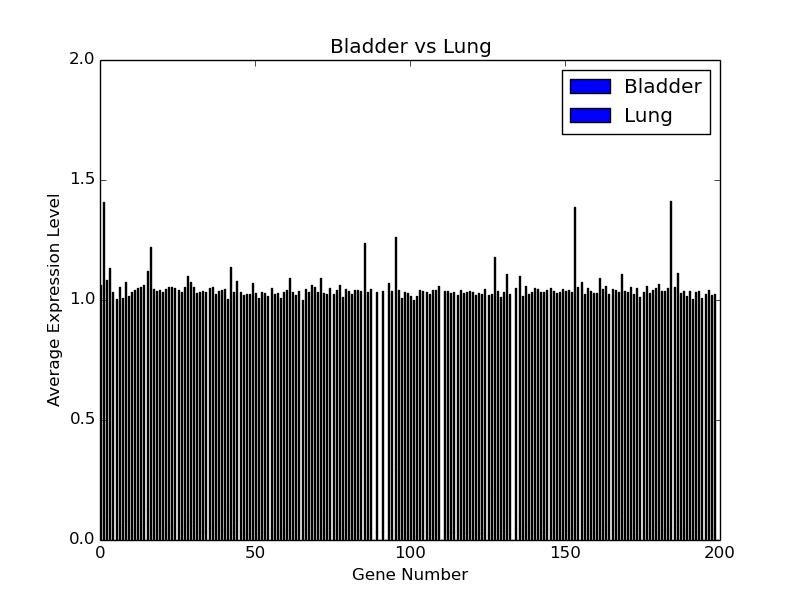 Bladder vs Lung
Bladder
Lung
Average Expression Level
2.0
1.5
1.0
0.5
0.0
0 50 100 150 200
Gene Number